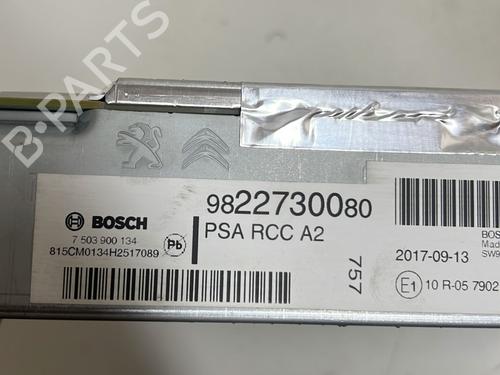 B·PARTS
BOSCH
7 503 900 134
815CM0134H2517089
Pb
9822730080
PSA RCC A2
757
BOS
Made
SW9
2017-09-13
E1 10 R-05 7902